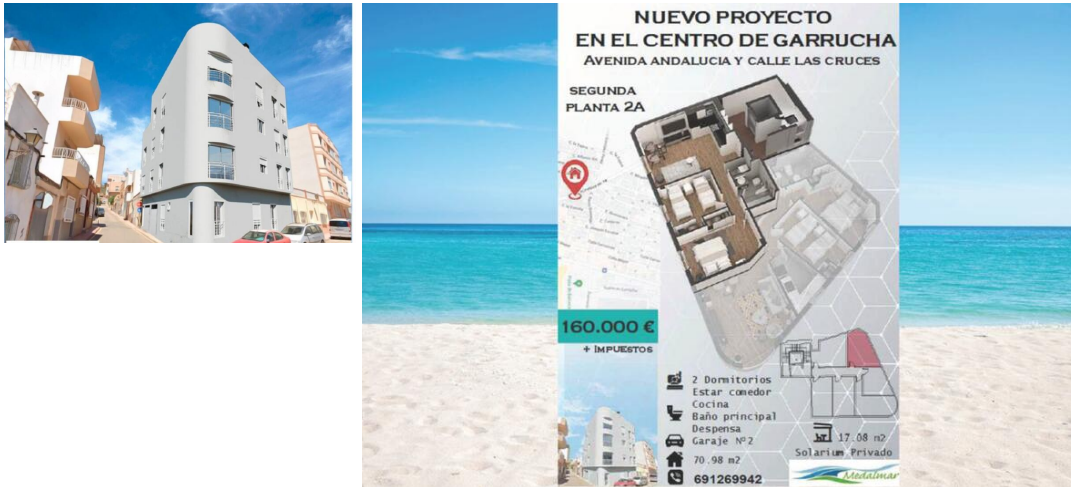 NUEVO PROYECTO
EN EL CENTRO DE GARRUCHA
AVENIDA ANDALUCIA Y CALLE LAS CRUCES
SEGUNDA
PLANTA 2A
160.000 €
+ IMPUESTOS
2 Dormitorios
Estar comedor
Cocina
Baño principal
Despensa
Garaje Nº2
70.98 m2
691269942
17.08 m2
Solarium Privado
Medalmar